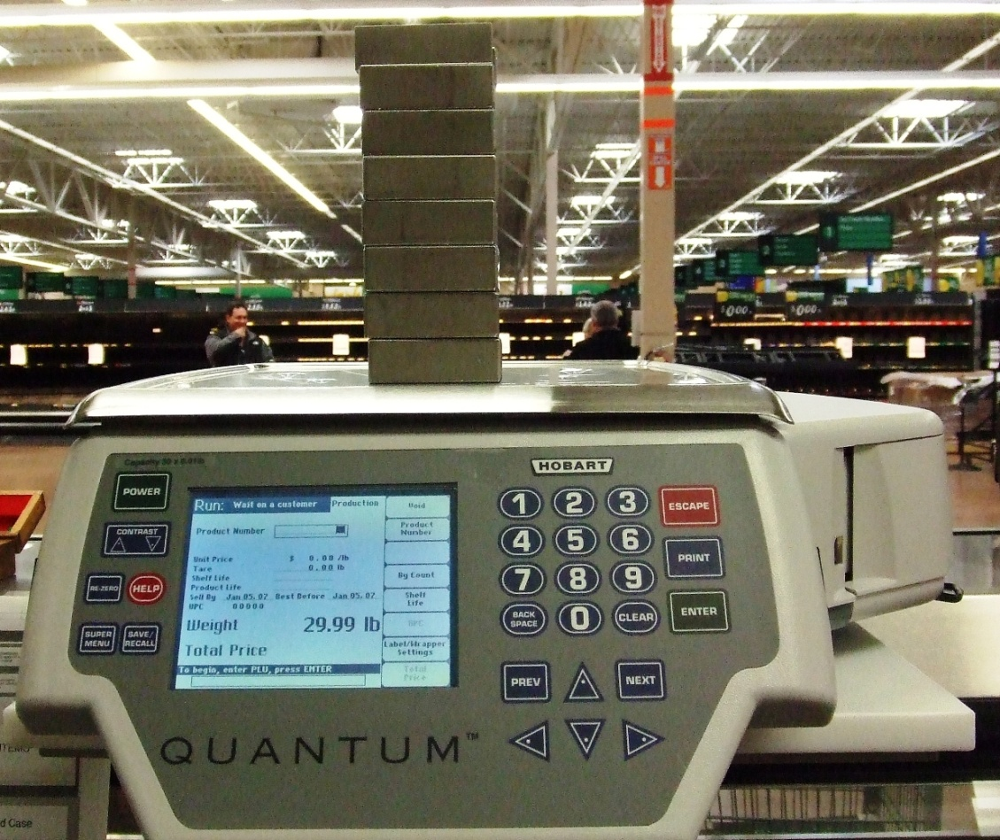 $0.00
$0.00
Capacity 30 x 0.01lb
HOBART
POWER
CONTRAST
RE-ZERO
HELP
SUPER
MENU
SAVE/
RECALL
Run: Wait on a customer
Production
Product Number
Unit Price $ 0.00 /lb
Tare 0.00 lb
Shelf Life
Product Life
Sell By Jan 05, 07 Best Before Jan 05, 07
UPC 00000
Weight 29.99 lb
Total Price
To begin, enter PLU, press ENTER
Void
Product
Number
By Count
Shelf
Life
UPC
Label/Wrapper
Settings
Total
Price
1 2 3
4 5 6
7 8 9
BACK
SPACE
0
CLEAR
ESCAPE
PRINT
ENTER
PREV
NEXT
QUANTUM™
d Case